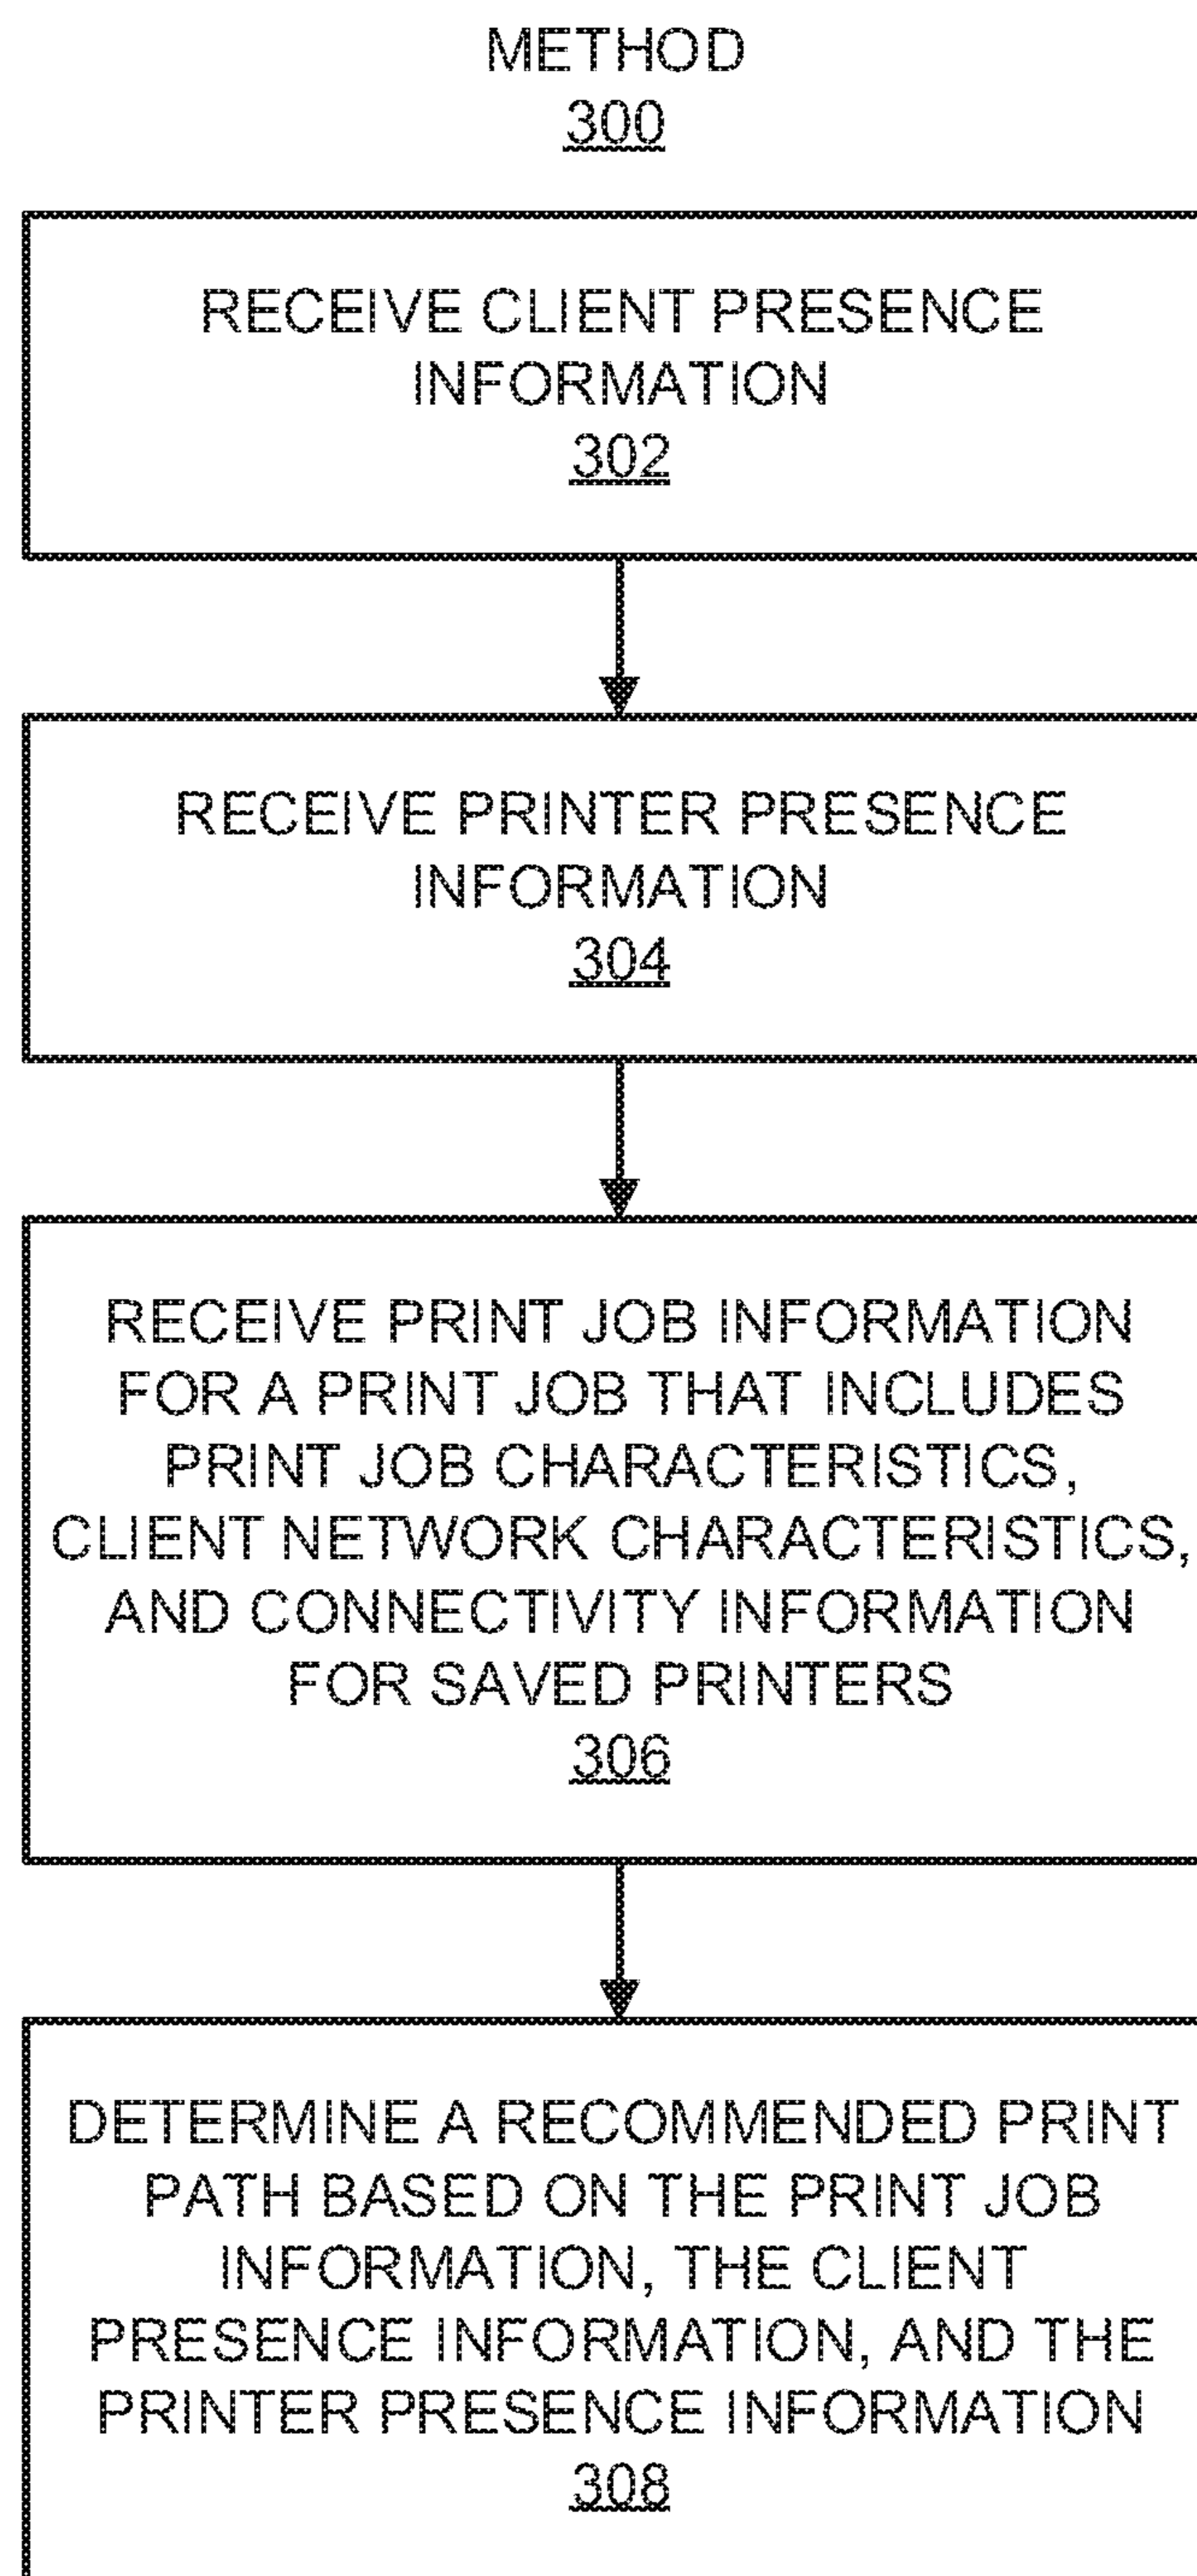 METHOD
300
RECEIVE CLIENT PRESENCE
INFORMATION
302
RECEIVE PRINTER PRESENCE
INFORMATION
304
RECEIVE PRINT JOB INFORMATION
FOR A PRINT JOB THAT INCLUDES
PRINT JOB CHARACTERISTICS,
CLIENT NETWORK CHARACTERISTICS,
AND CONNECTIVITY INFORMATION
FOR SAVED PRINTERS
306
DETERMINE A RECOMMENDED PRINT
PATH BASED ON THE PRINT JOB
INFORMATION, THE CLIENT
PRESENCE INFORMATION, AND THE
PRINTER PRESENCE INFORMATION
308